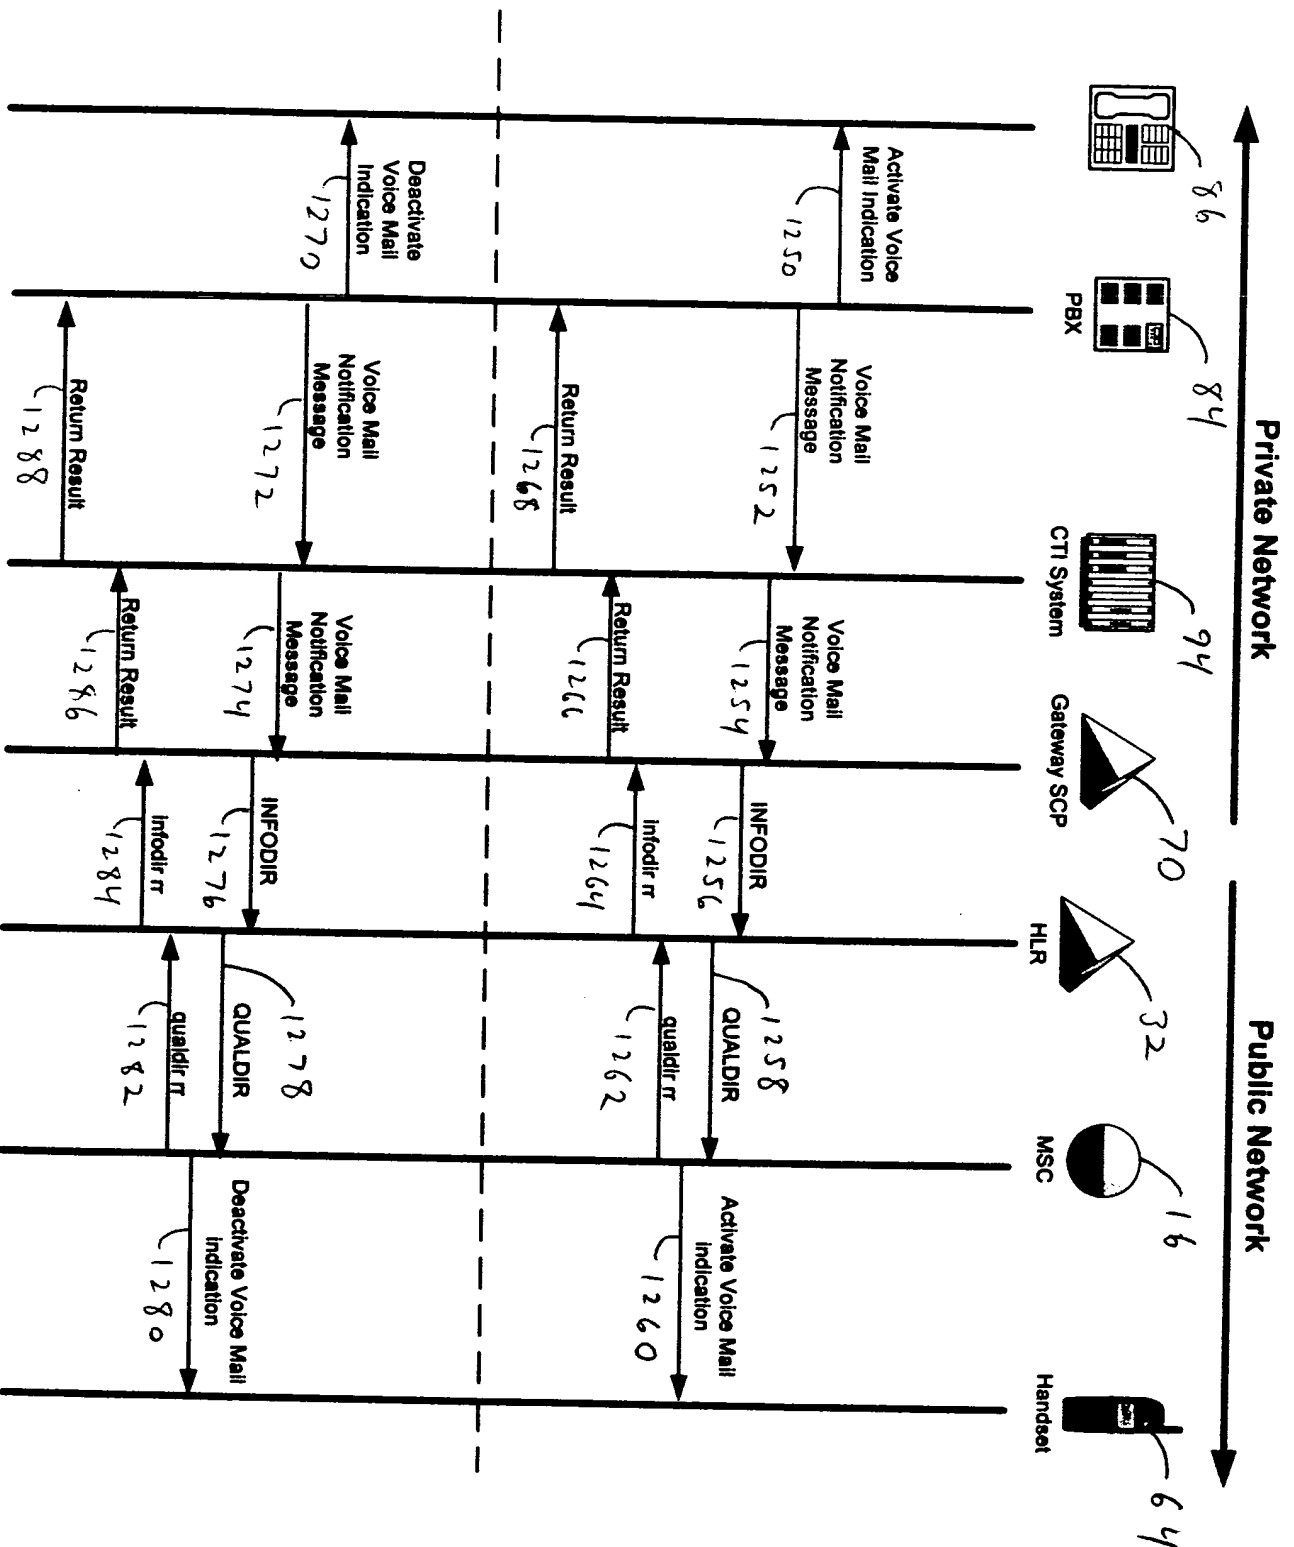 Private Network
Public Network
86
84
94
70
32
16
64
PBX
CTI System
Gateway SCP
HLR
MSC
Handset
Activate Voice
Mail Indication
1250
Voice Mail
Notification
Message
1252
Voice Mail
Notification
Message
1254
INFODIR
1256
1258
QUALDIR
Activate Voice Mail
indication
1260
qualdir rr
1262
infodir rr
1264
Return Result
1266
Return Result
1268
Deactivate
Voice Mail
Indication
1270
Voice Mail
Notification
Message
1272
Voice Mail
Notification
Message
1274
INFODIR
1276
1278
QUALDIR
Deactivate Voice Mail
indication
1280
qualdir rr
1282
infodir rr
1284
Return Result
1286
Return Result
1288